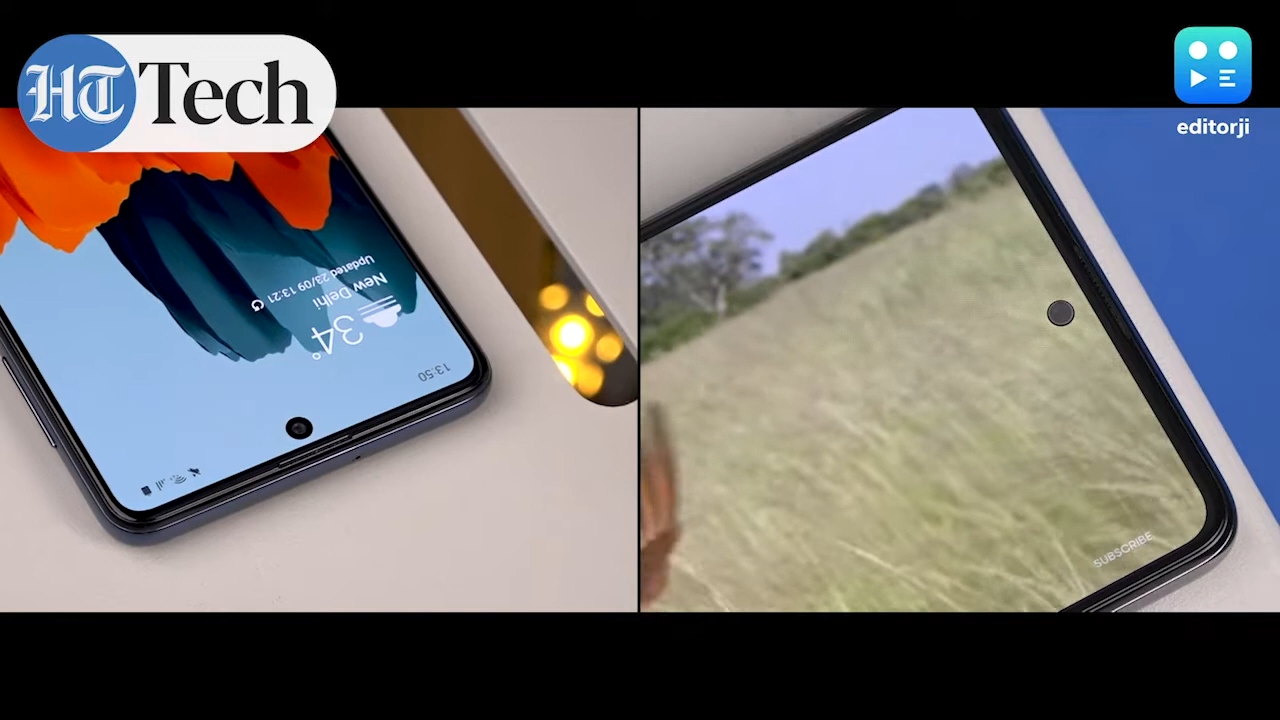 HT Tech
editorji
13:50
34°
New Delhi
Updated 23/09 13:21
SUBSCRIBE